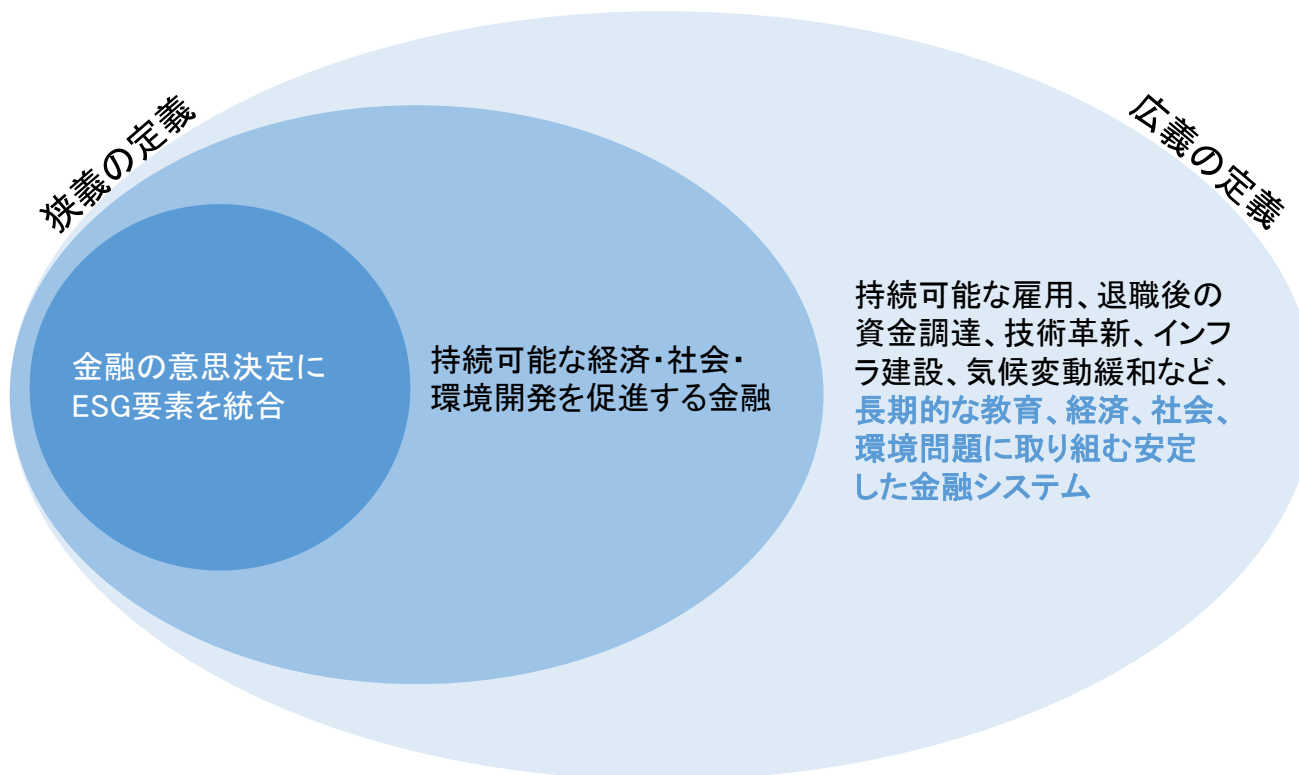 狭義の定義
広義の定義
金融の意思決定に
ESG要素を統合
持続可能な経済・社会・
環境開発を促進する金融
持続可能な雇用、退職後の
資金調達、技術革新、インフ
ラ建設、気候変動緩和など、
長期的な教育、経済、社会、
環境問題に取り組む安定
した金融システム